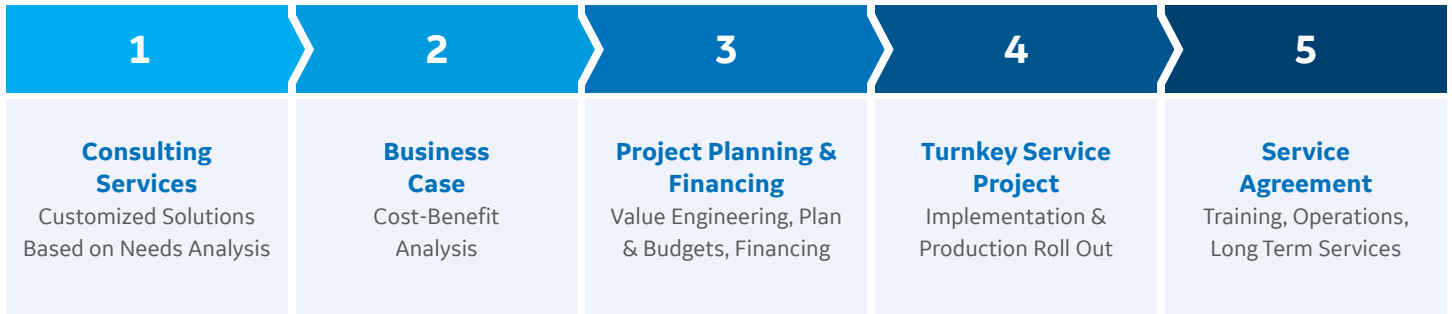 1
2
3
4
5
Consulting
Services
Customized Solutions
Based on Needs Analysis
Business
Case
Cost-Benefit
Analysis
Project Planning &
Financing
Value Engineering, Plan
& Budgets, Financing
Turnkey Service
Project
Implementation &
Production Roll Out
Service
Agreement
Training, Operations,
Long Term Services